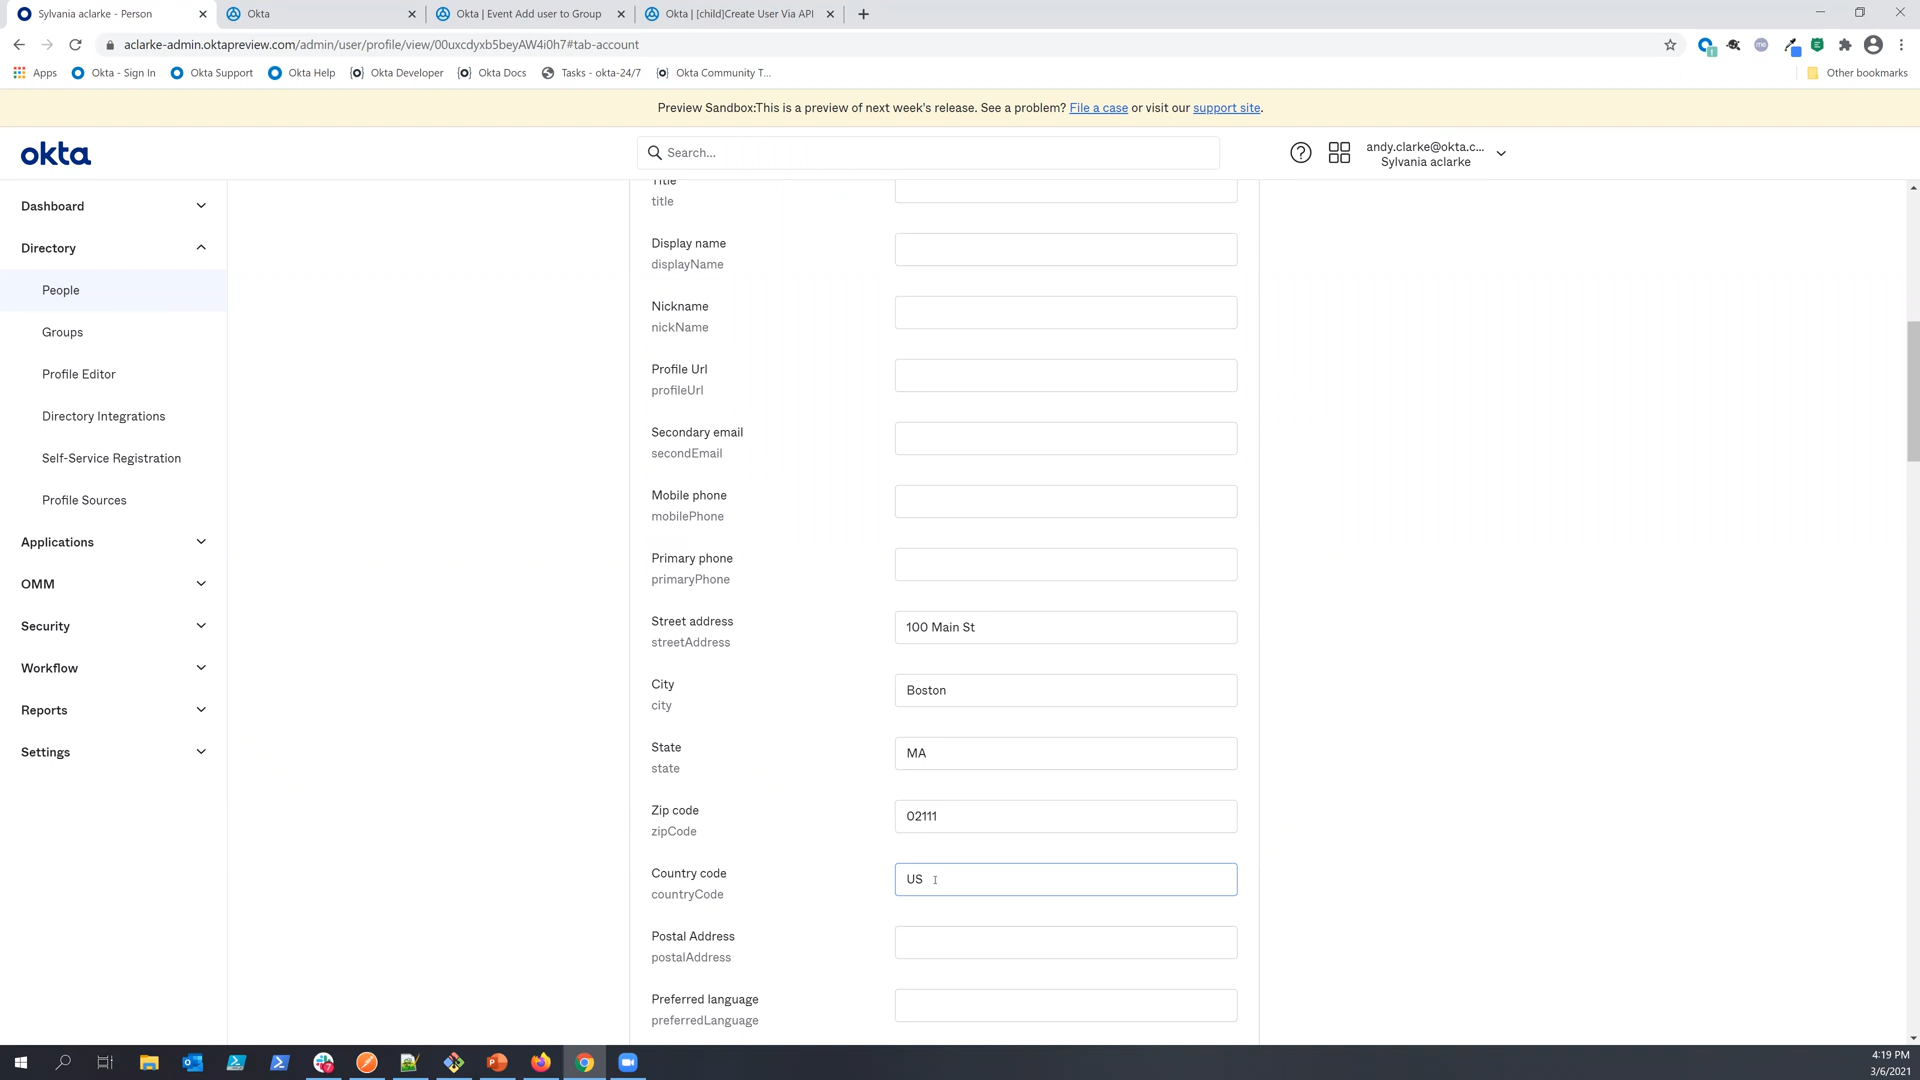 Sylvania aclarke - Person
Okta
Okta | Event Add user to Group
Okta | [child]Create User Via API
aclarke-admin.oktapreview.com/admin/user/profile/view/00uxcdyxb5beyAW4i0h7#tab-account
Apps
Okta - Sign In
Okta Support
Okta Help
Okta Developer
Okta Docs
Tasks - okta-24/7
Okta Community T...
Other bookmarks
Preview Sandbox:This is a preview of next week's release. See a problem? File a case or visit our support site.
okta
Search...
andy.clarke@okta.c...
Sylvania aclarke
Dashboard
Directory
People
Groups
Profile Editor
Directory Integrations
Self-Service Registration
Profile Sources
Applications
OMM
Security
Workflow
Reports
Settings
Title
title
Display name
displayName
Nickname
nickName
Profile Url
profileUrl
Secondary email
secondEmail
Mobile phone
mobilePhone
Primary phone
primaryPhone
Street address
streetAddress
100 Main St
City
city
Boston
State
state
MA
Zip code
zipCode
02111
Country code
countryCode
US
Postal Address
postalAddress
Preferred language
preferredLanguage
4:19 PM
3/6/2021